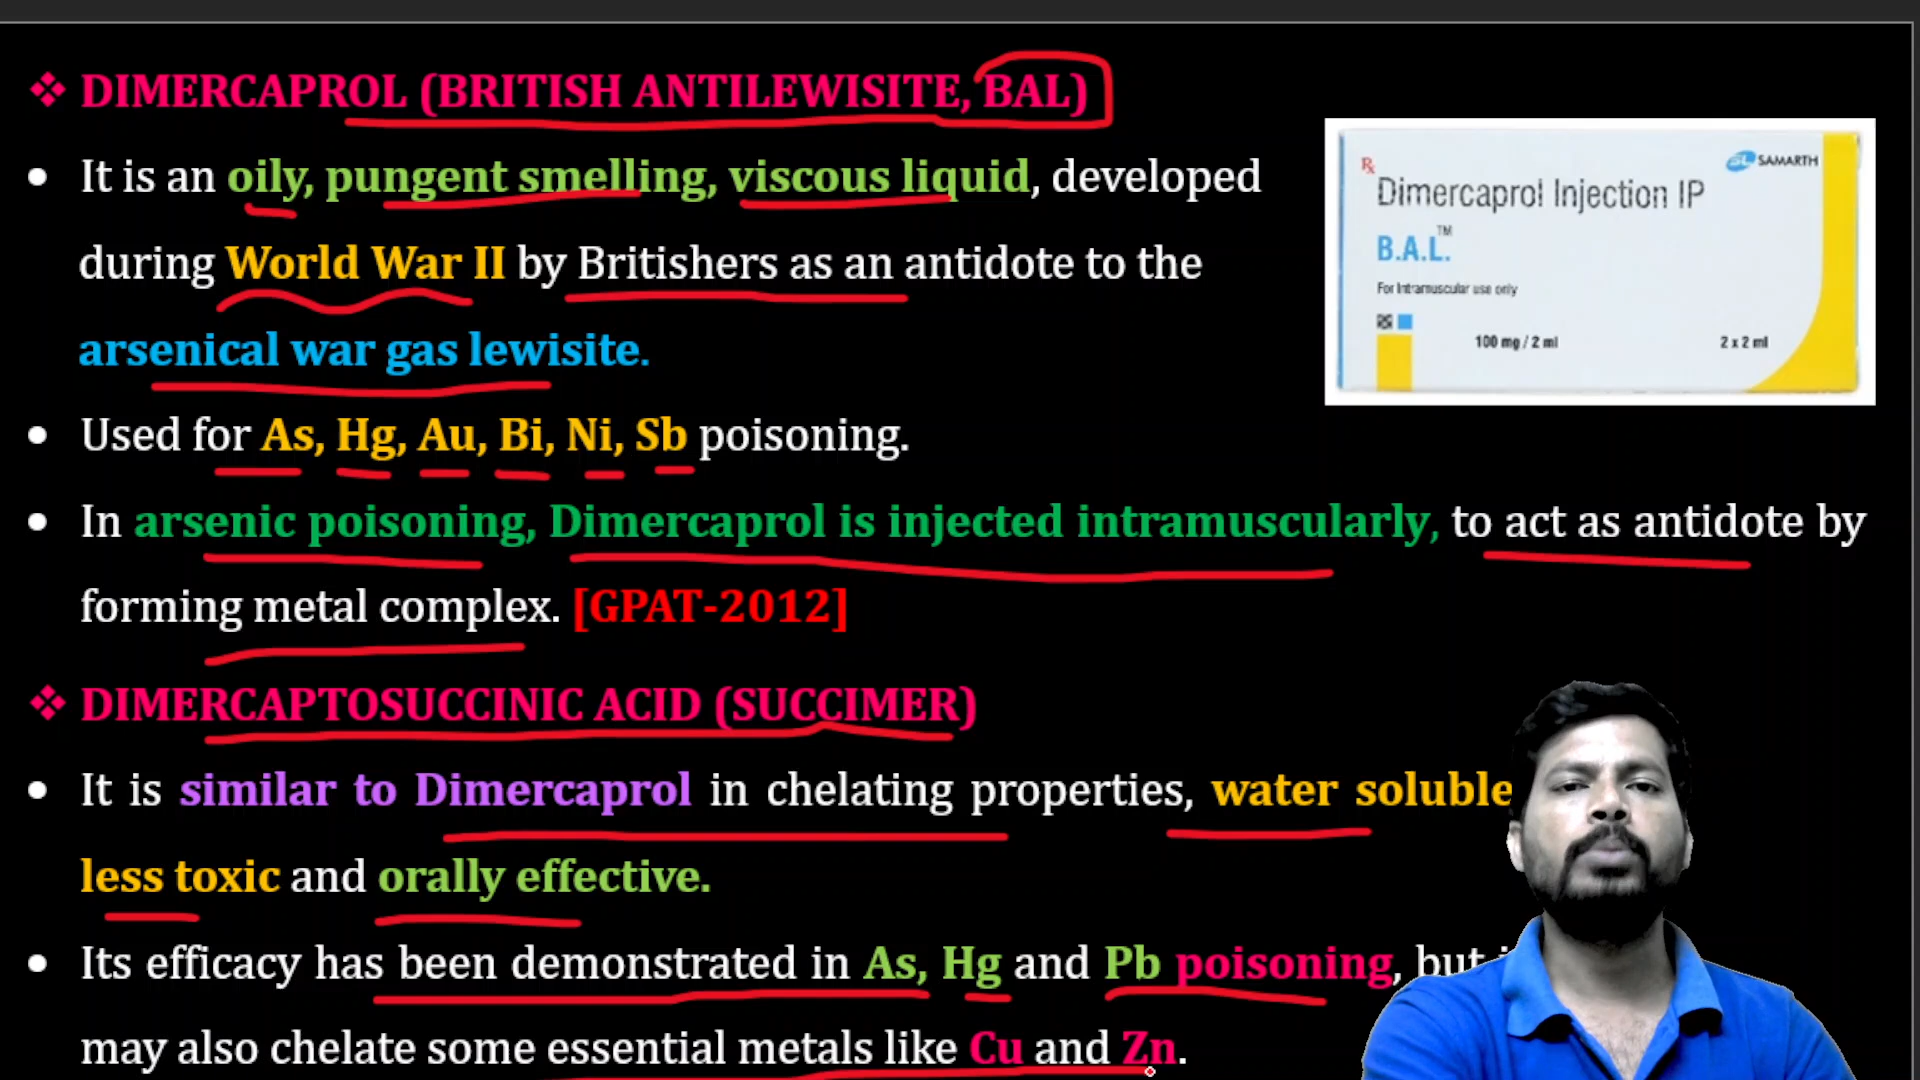 ❖ DIMERCAPROL (BRITISH ANTILEWISITE, BAL)
• It is an oily, pungent smelling, viscous liquid, developed
during World War II by Britishers as an antidote to the
arsenical war gas lewisite.
Rx
SAMARTH
Dimercaprol Injection IP
B.A.L.™
For Intramuscular use only
100 mg / 2 ml 2 x 2 ml
• Used for As, Hg, Au, Bi, Ni, Sb poisoning.
• In arsenic poisoning, Dimercaprol is injected intramuscularly, to act as antidote by
forming metal complex. [GPAT-2012]
❖ DIMERCAPTOSUCCINIC ACID (SUCCIMER)
• It is similar to Dimercaprol in chelating properties, water soluble
less toxic and orally effective.
• Its efficacy has been demonstrated in As, Hg and Pb poisoning, but
may also chelate some essential metals like Cu and Zn.